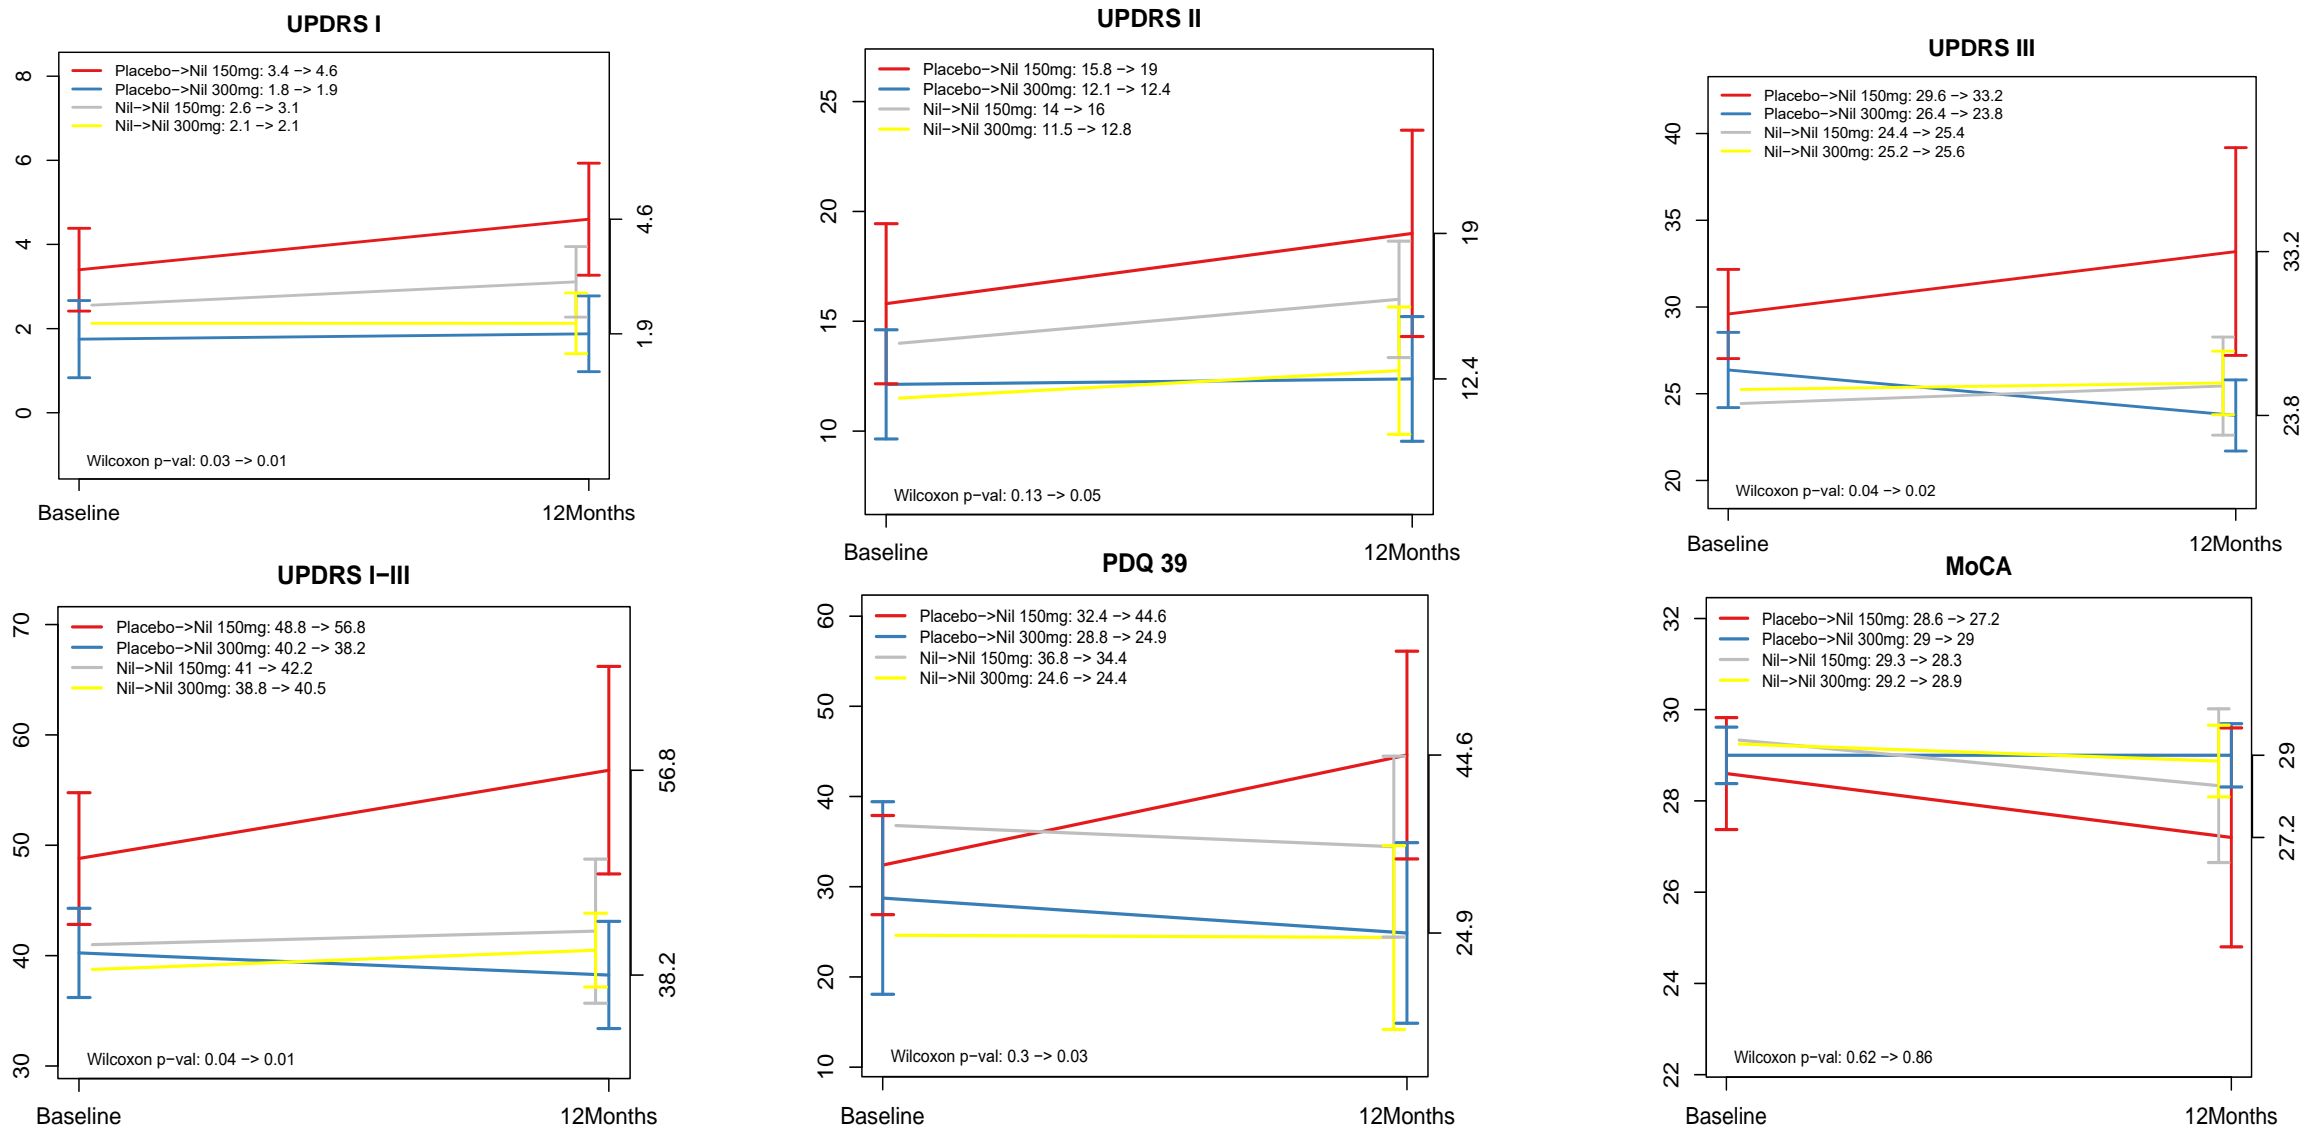 UPDRS I
8
6
4
2
0
Placebo−>Nil 150mg: 3.4 −> 4.6
Placebo−>Nil 300mg: 1.8 −> 1.9
Nil−>Nil 150mg: 2.6 −> 3.1
Nil−>Nil 300mg: 2.1 −> 2.1
4.6
1.9
Wilcoxon p−val: 0.03 −> 0.01
Baseline
12Months
UPDRS II
25
20
15
10
Placebo−>Nil 150mg: 15.8 −> 19
Placebo−>Nil 300mg: 12.1 −> 12.4
Nil−>Nil 150mg: 14 −> 16
Nil−>Nil 300mg: 11.5 −> 12.8
19
12.4
Wilcoxon p−val: 0.13 −> 0.05
Baseline
12Months
UPDRS III
40
35
30
25
20
Placebo−>Nil 150mg: 29.6 −> 33.2
Placebo−>Nil 300mg: 26.4 −> 23.8
Nil−>Nil 150mg: 24.4 −> 25.4
Nil−>Nil 300mg: 25.2 −> 25.6
33.2
23.8
Wilcoxon p−val: 0.04 −> 0.02
Baseline
12Months
UPDRS I−III
70
60
50
40
30
Placebo−>Nil 150mg: 48.8 −> 56.8
Placebo−>Nil 300mg: 40.2 −> 38.2
Nil−>Nil 150mg: 41 −> 42.2
Nil−>Nil 300mg: 38.8 −> 40.5
56.8
38.2
Wilcoxon p−val: 0.04 −> 0.01
Baseline
12Months
PDQ 39
60
50
40
30
20
10
Placebo−>Nil 150mg: 32.4 −> 44.6
Placebo−>Nil 300mg: 28.8 −> 24.9
Nil−>Nil 150mg: 36.8 −> 34.4
Nil−>Nil 300mg: 24.6 −> 24.4
44.6
24.9
Wilcoxon p−val: 0.3 −> 0.03
Baseline
12Months
MoCA
32
30
28
26
24
22
Placebo−>Nil 150mg: 28.6 −> 27.2
Placebo−>Nil 300mg: 29 −> 29
Nil−>Nil 150mg: 29.3 −> 28.3
Nil−>Nil 300mg: 29.2 −> 28.9
29
27.2
Wilcoxon p−val: 0.62 −> 0.86
Baseline
12Months